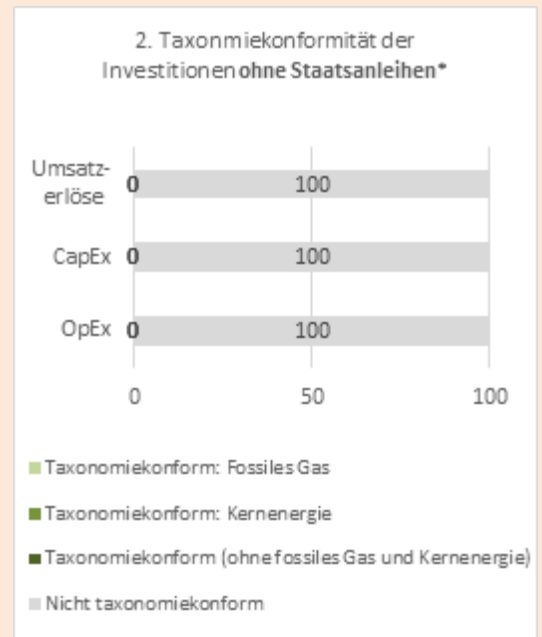 2. Taxonmiekonformität der
Investitionen ohne Staatsanleihen*
Umsatz-
erlöse
0
100
CapEx
0
100
OpEx
0
100
0
50
100
Taxonomiekonform: Fossiles Gas
Taxonomiekonform: Kernenergie
Taxonomiekonform (ohne fossiles Gas und Kernenergie)
Nicht taxonomiekonform